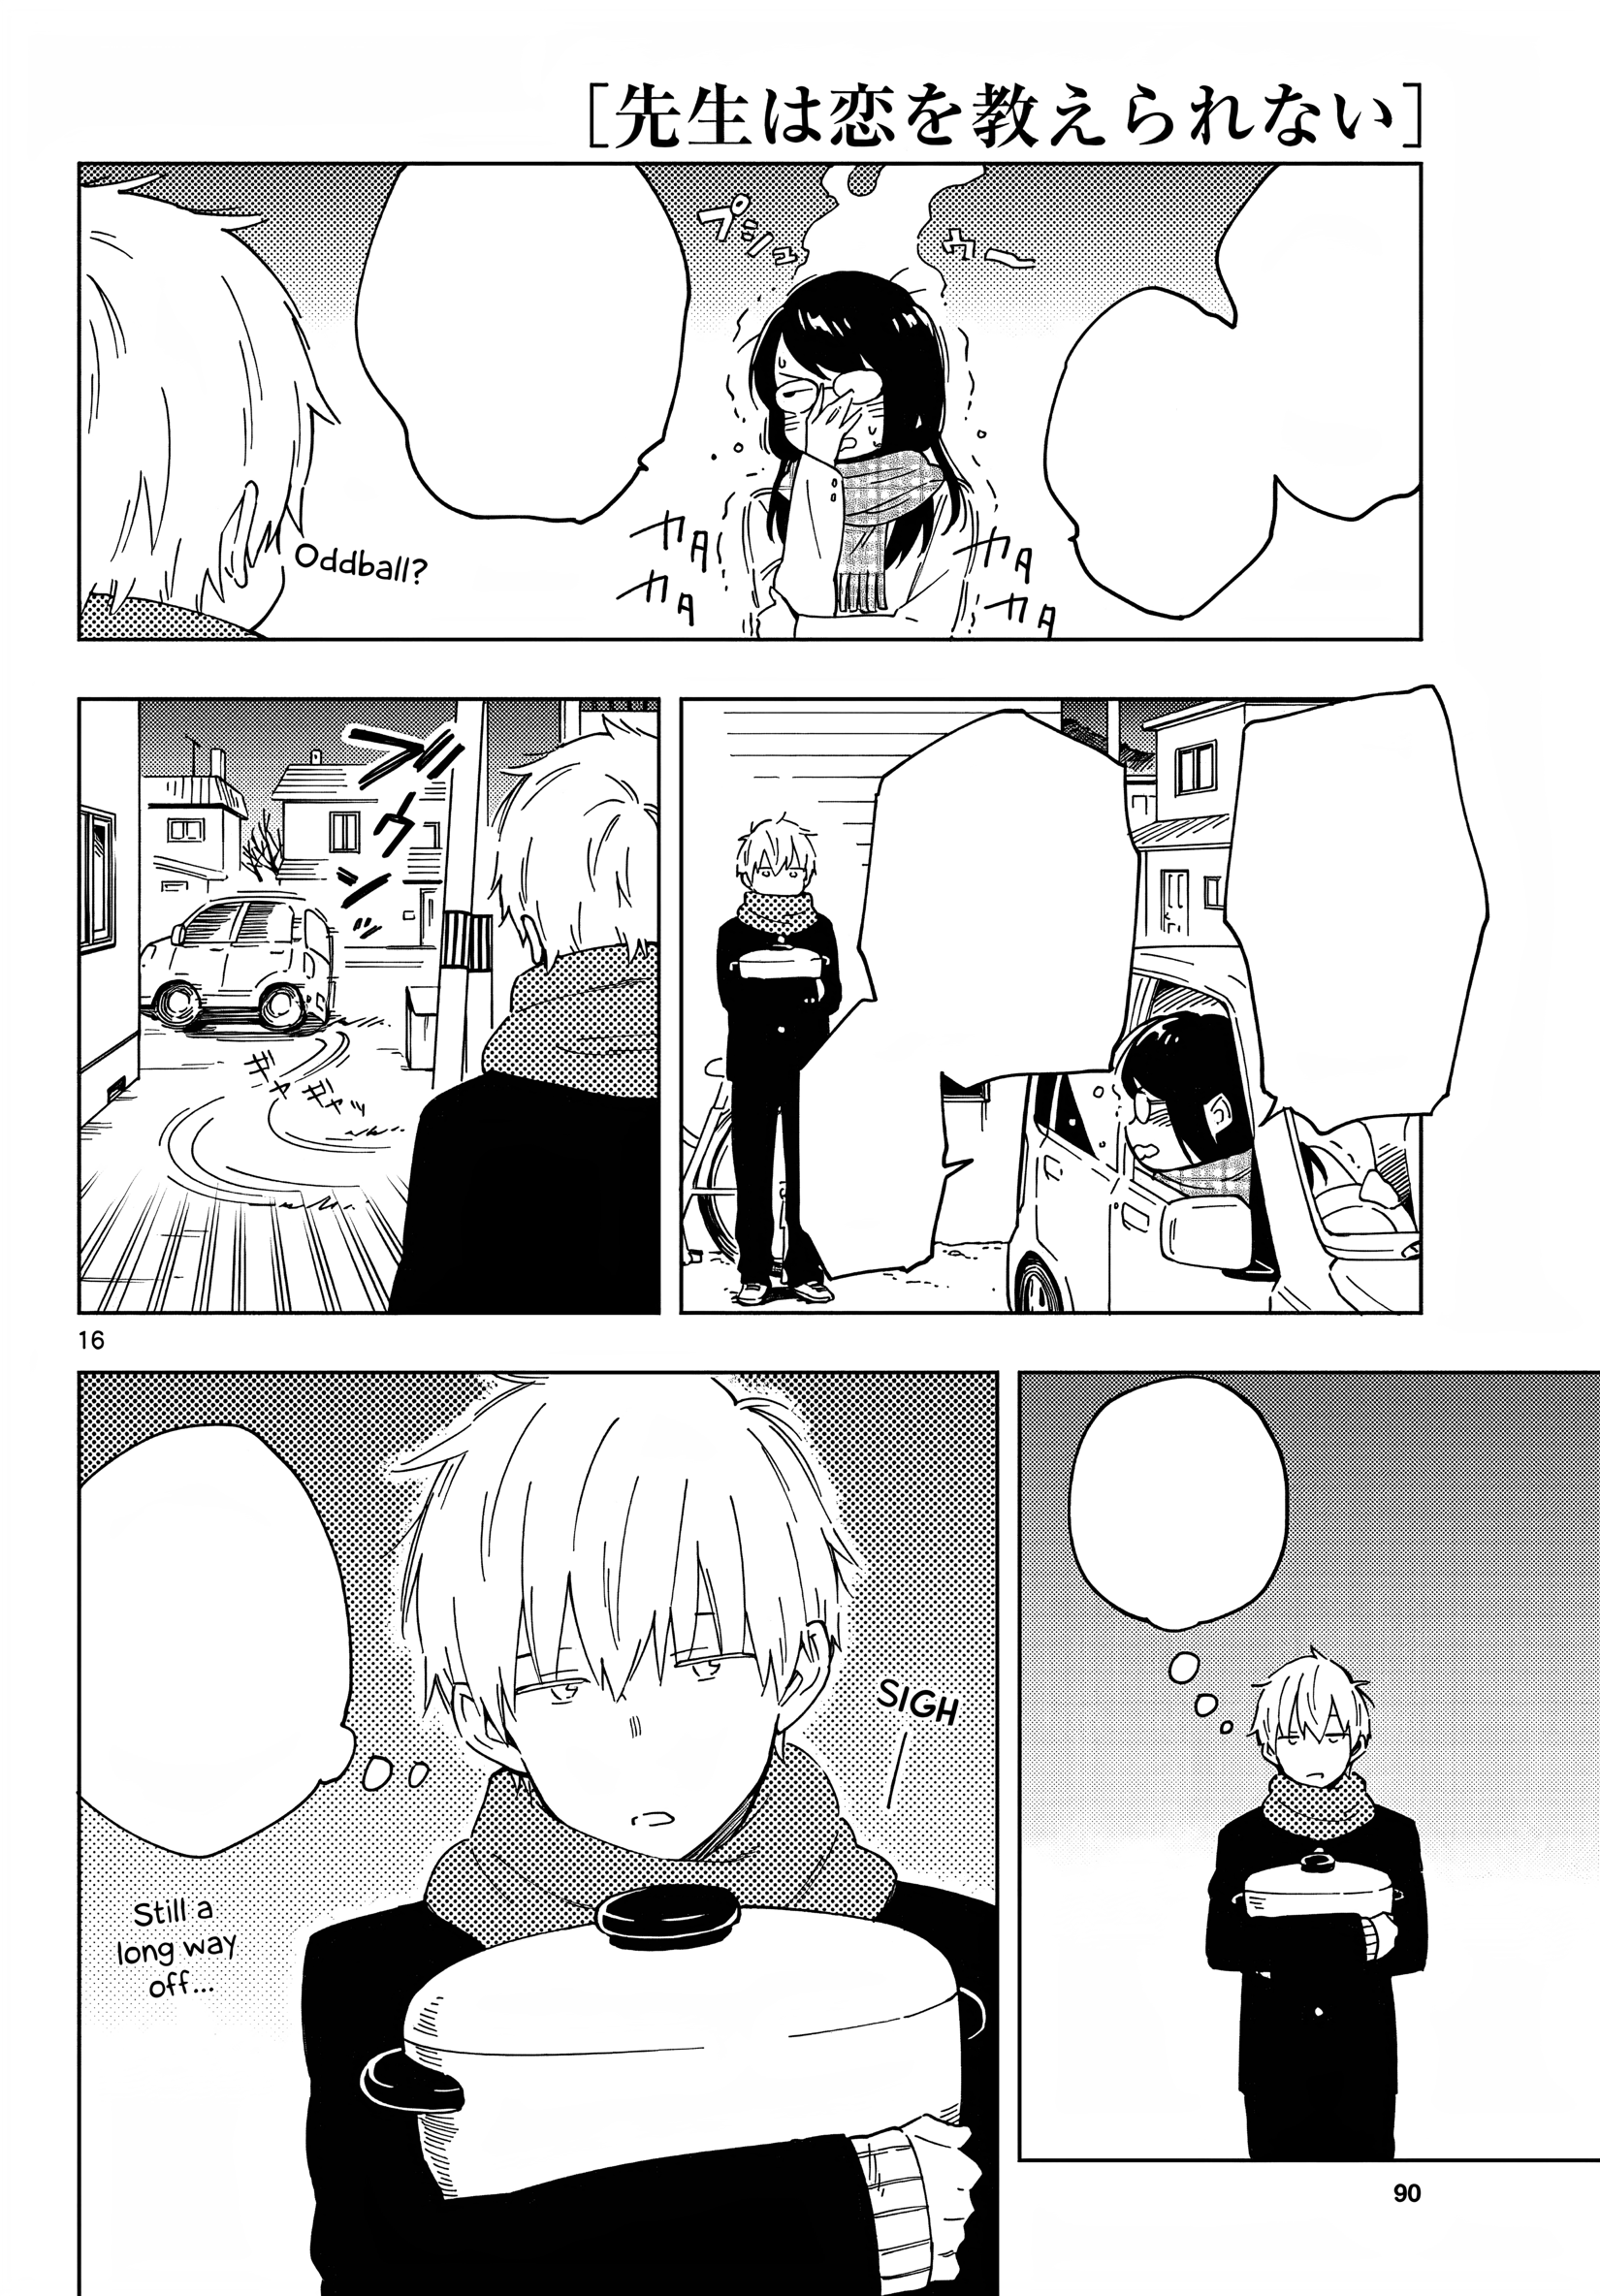 [先生は恋を教えられない]
ウー
プシュ
カタ
カタ
カタ
カタ
Oddball?
ブゥン
ギャギャッ
16
SIGH
Still a
long way
off...
90